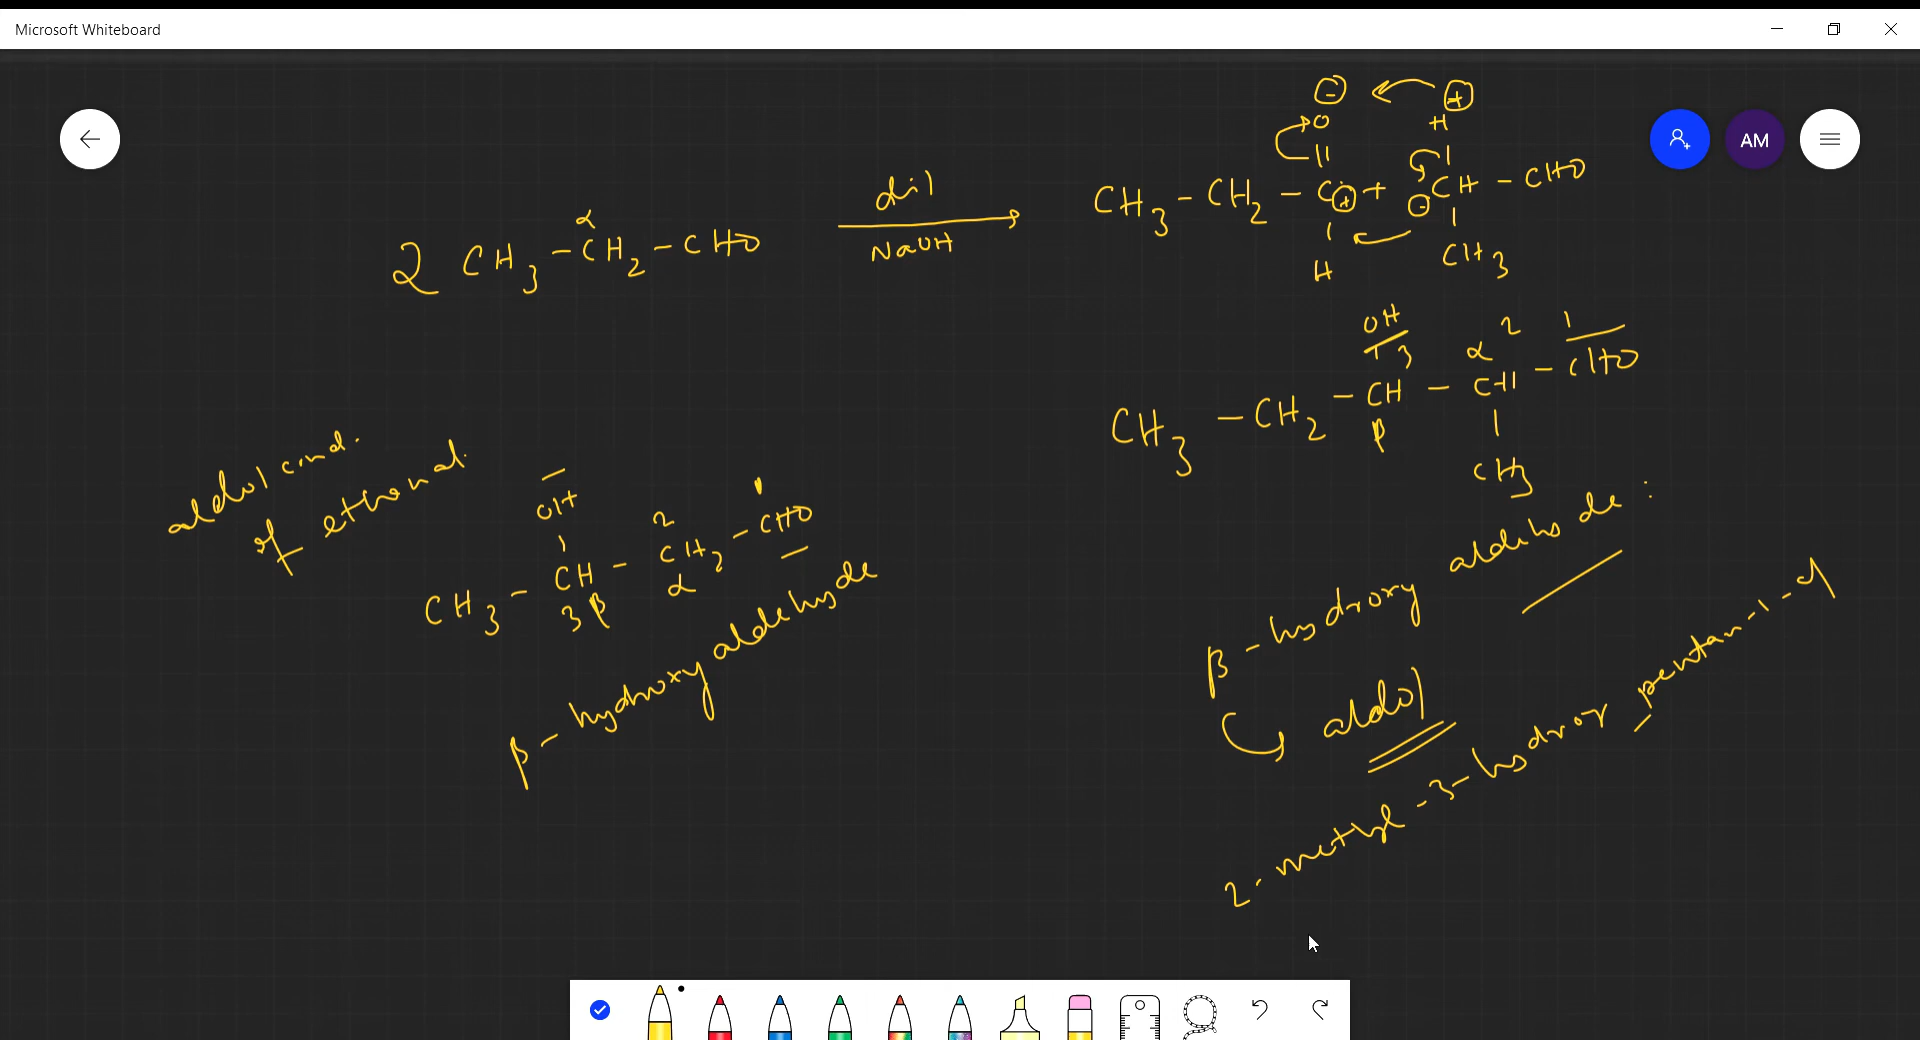 Microsoft Whiteboard
AM
2 CH3 - CH2 - CHO
α
dil
NaOH
⊖ ⊕
O H
|| |
CH3 - CH2 - C⊕ + ⊖CH - CHO
| |
H CH3
OH
3 α 2 1
CH3 - CH2 - CH - CH - CHO
β |
CH3
β - hydroxy aldehyde :
aldol
2 - methyl - 3 - hydroxy pentan - 1 - al
aldol cond.
of ethanal.
OH 2 1
|
CH3 - CH - CH2 - CHO
3 β α
β - hydroxy aldehyde